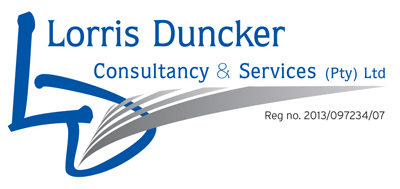 Lorris Duncker
Consultancy & Services (Pty) Ltd
Reg no. 2013/097234/07